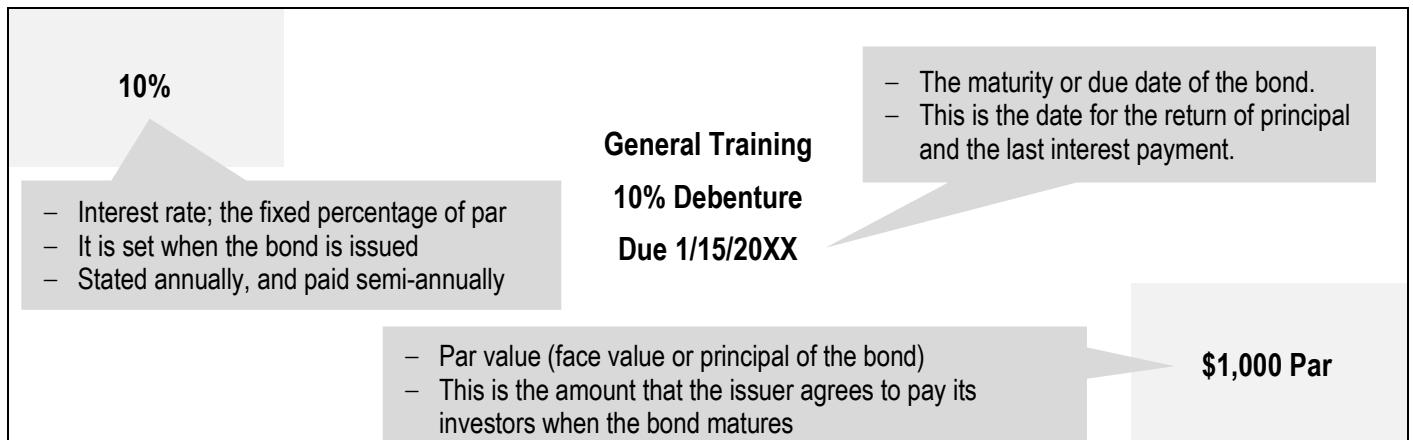 10%
– Interest rate; the fixed percentage of par
– It is set when the bond is issued
– Stated annually, and paid semi-annually
General Training
10% Debenture
Due 1/15/20XX
– The maturity or due date of the bond.
– This is the date for the return of principal
and the last interest payment.
– Par value (face value or principal of the bond)
– This is the amount that the issuer agrees to pay its
investors when the bond matures
$1,000 Par